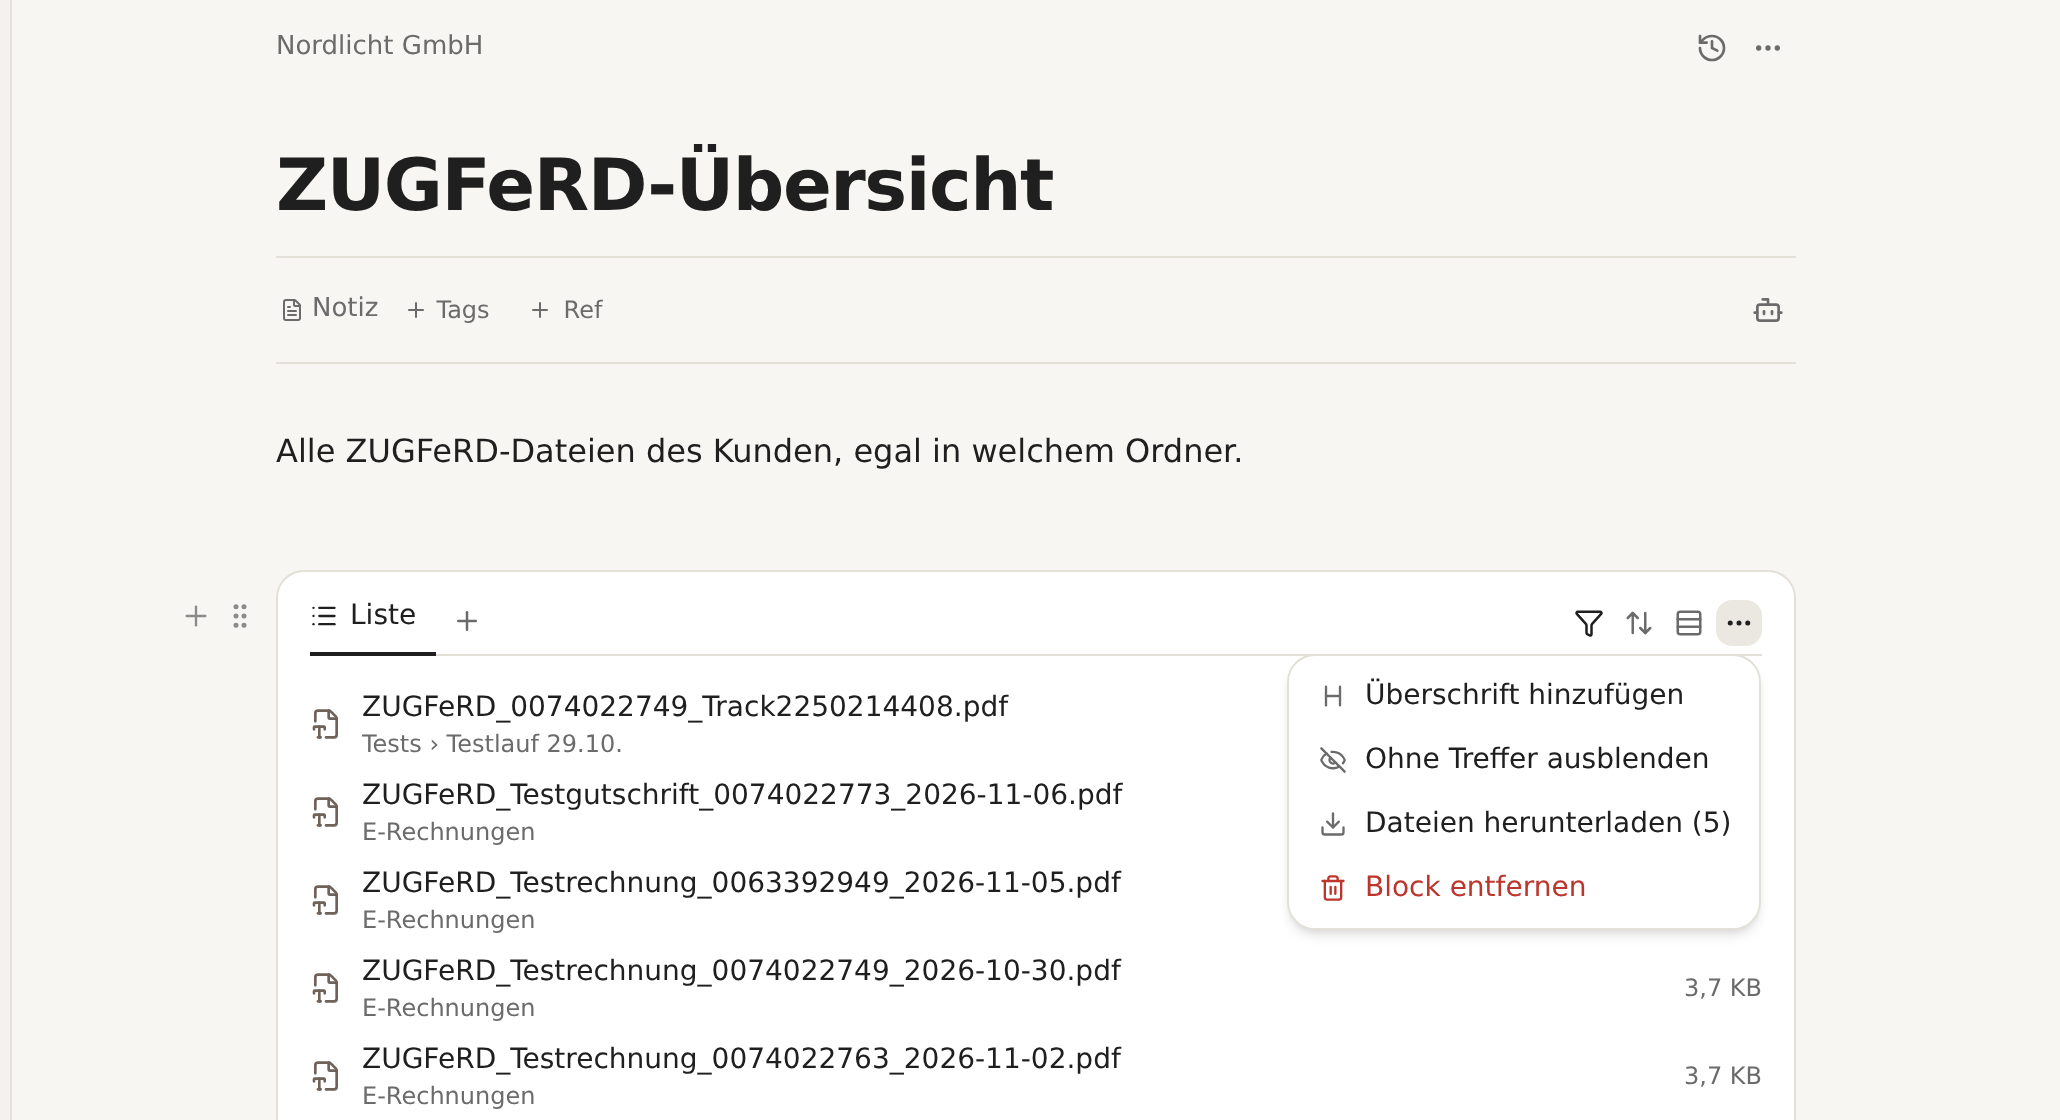 Nordlicht GmbH
ZUGFeRD-Übersicht
Notiz
Tags
Ref
Alle ZUGFeRD-Dateien des Kunden, egal in welchem Ordner.
Liste
ZUGFeRD_0074022749_Track2250214408.pdf
Tests › Testlauf 29.10.
ZUGFeRD_Testgutschrift_0074022773_2026-11-06.pdf
E-Rechnungen
ZUGFeRD_Testrechnung_0063392949_2026-11-05.pdf
E-Rechnungen
ZUGFeRD_Testrechnung_0074022749_2026-10-30.pdf
E-Rechnungen
3,7 KB
ZUGFeRD_Testrechnung_0074022763_2026-11-02.pdf
E-Rechnungen
3,7 KB
Überschrift hinzufügen
Ohne Treffer ausblenden
Dateien herunterladen (5)
Block entfernen